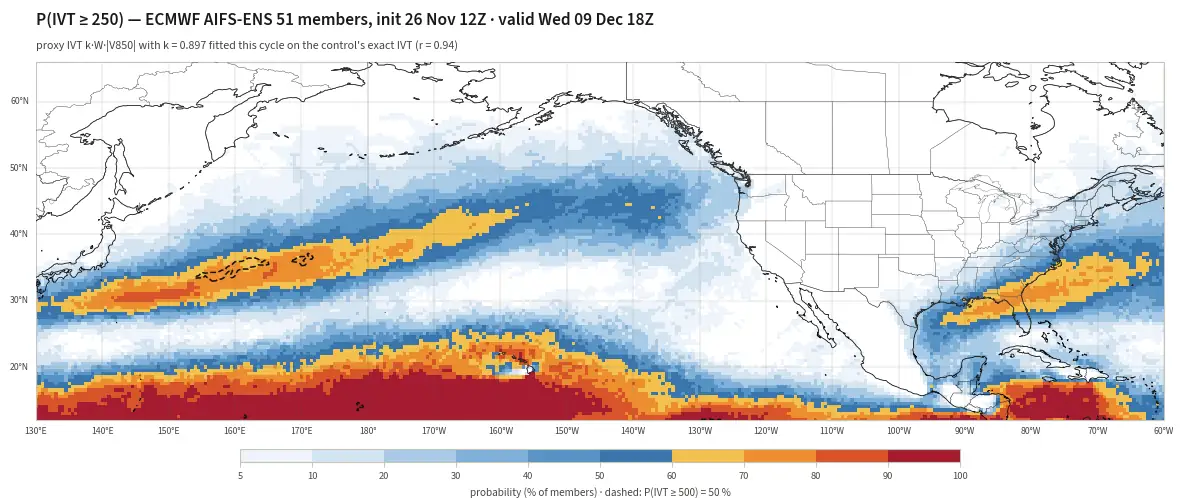 P(IVT ≥ 250) — ECMWF AIFS-ENS 51 members, init 26 Nov 12Z · valid Wed 09 Dec 18Z
proxy IVT k·W·|V850| with k = 0.897 fitted this cycle on the control's exact IVT (r = 0.94)
60°N
50°N
40°N
30°N
20°N
130°E 140°E 150°E 160°E 170°E 180° 170°W 160°W 150°W 140°W 130°W 120°W 110°W 100°W 90°W 80°W 70°W 60°W
5 10 20 30 40 50 60 70 80 90 100
probability (% of members) · dashed: P(IVT ≥ 500) = 50 %